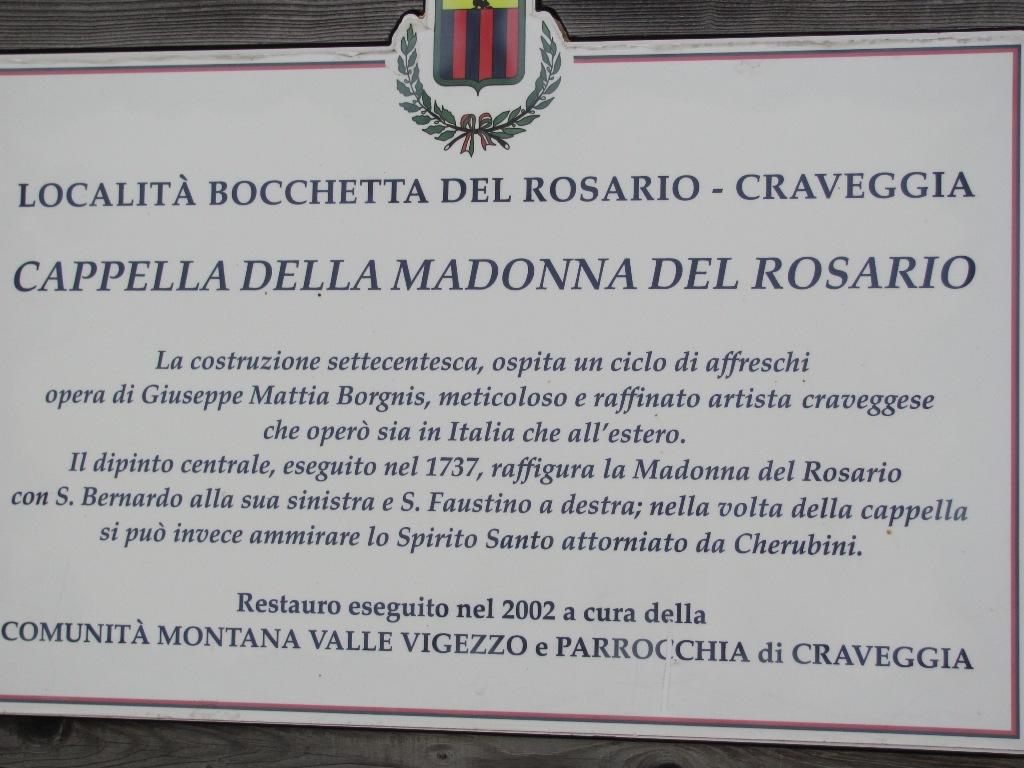 LOCALITÀ BOCCHETTA DEL ROSARIO - CRAVEGGIA
CAPPELLA DELLA MADONNA DEL ROSARIO
La costruzione settecentesca, ospita un ciclo di affreschi
opera di Giuseppe Mattia Borgnis, meticoloso e raffinato artista craveggese
che operò sia in Italia che all'estero.
Il dipinto centrale, eseguito nel 1737, raffigura la Madonna del Rosario
con S. Bernardo alla sua sinistra e S. Faustino a destra; nella volta della cappella
si può invece ammirare lo Spirito Santo attorniato da Cherubini.
Restauro eseguito nel 2002 a cura della
COMUNITÀ MONTANA VALLE VIGEZZO e PARROCCHIA di CRAVEGGIA